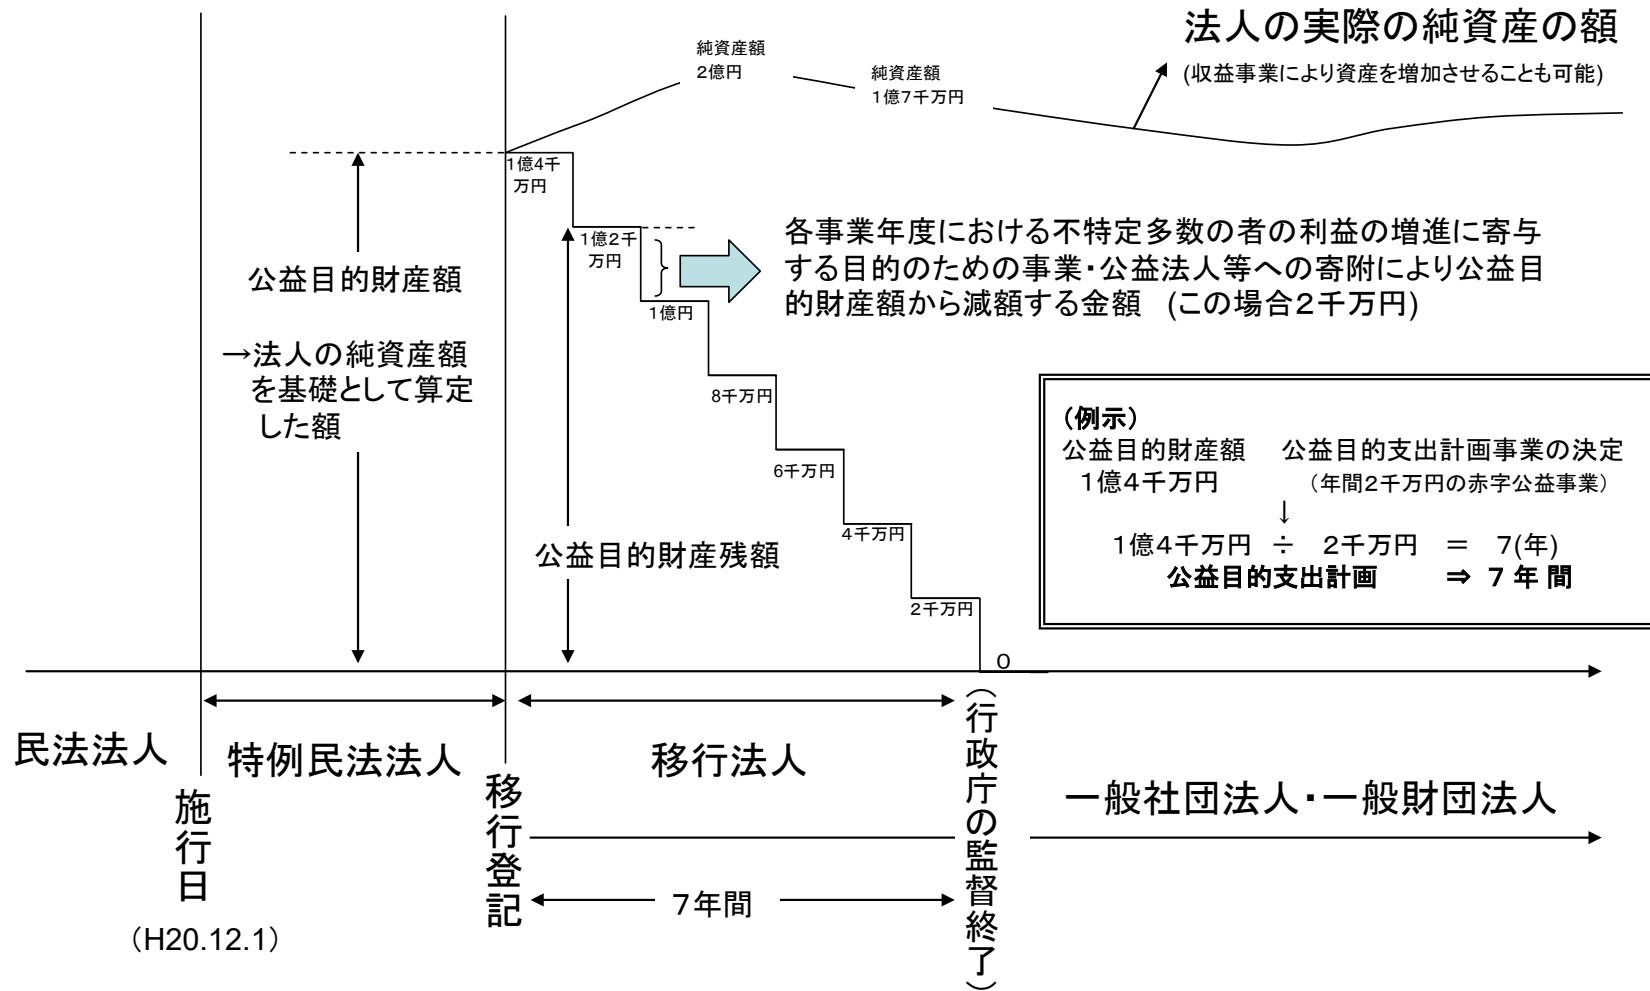 法人の実際の純資産の額
(収益事業により資産を増加させることも可能)
純資産額
2億円
純資産額
1億7千万円
1億4千
万円
1億2千
万円
1億円
8千万円
6千万円
4千万円
2千万円
0
各事業年度における不特定多数の者の利益の増進に寄与
する目的のための事業・公益法人等への寄附により公益目
的財産額から減額する金額 (この場合2千万円)
公益目的財産額
→法人の純資産額
を基礎として算定
した額
公益目的財産残額
(例示)
公益目的財産額 公益目的支出計画事業の決定
1億4千万円 (年間2千万円の赤字公益事業)
↓
1億4千万円 ÷ 2千万円 = 7(年)
公益目的支出計画 ⇒ 7年間
民法法人
特例民法法人
移行法人
一般社団法人・一般財団法人
施行日
(H20.12.1)
移行登記
7年間
(行政庁の監督終了)